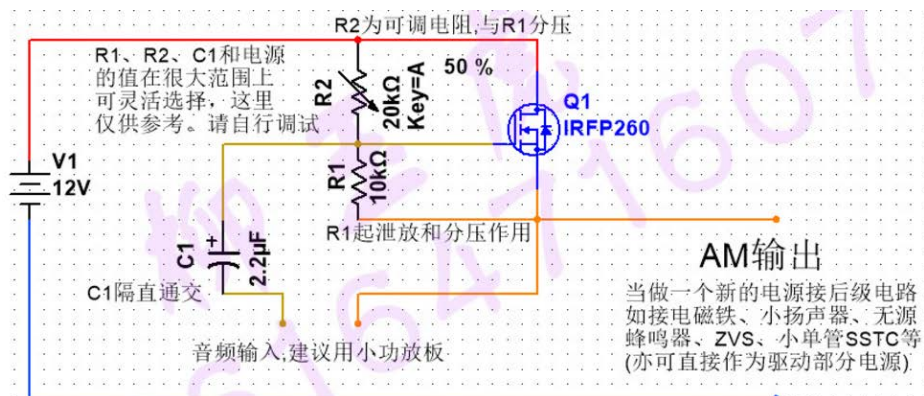 R2为可调电阻,与R1分压
R1、R2、C1和电源
的值在很大范围上
可灵活选择，这里
仅供参考。请自行调试
50 %
R2
20kΩ
Key=A
Q1
IRFP260
V1
12V
R1
10kΩ
R1起泄放和分压作用
C1
+
2.2μF
C1隔直通交
AM输出
当做一个新的电源接后级电路
如接电磁铁、小扬声器、无源
蜂鸣器、ZVS、小单管SSTC等
(亦可直接作为驱动部分电源)
音频输入,建议用小功放板